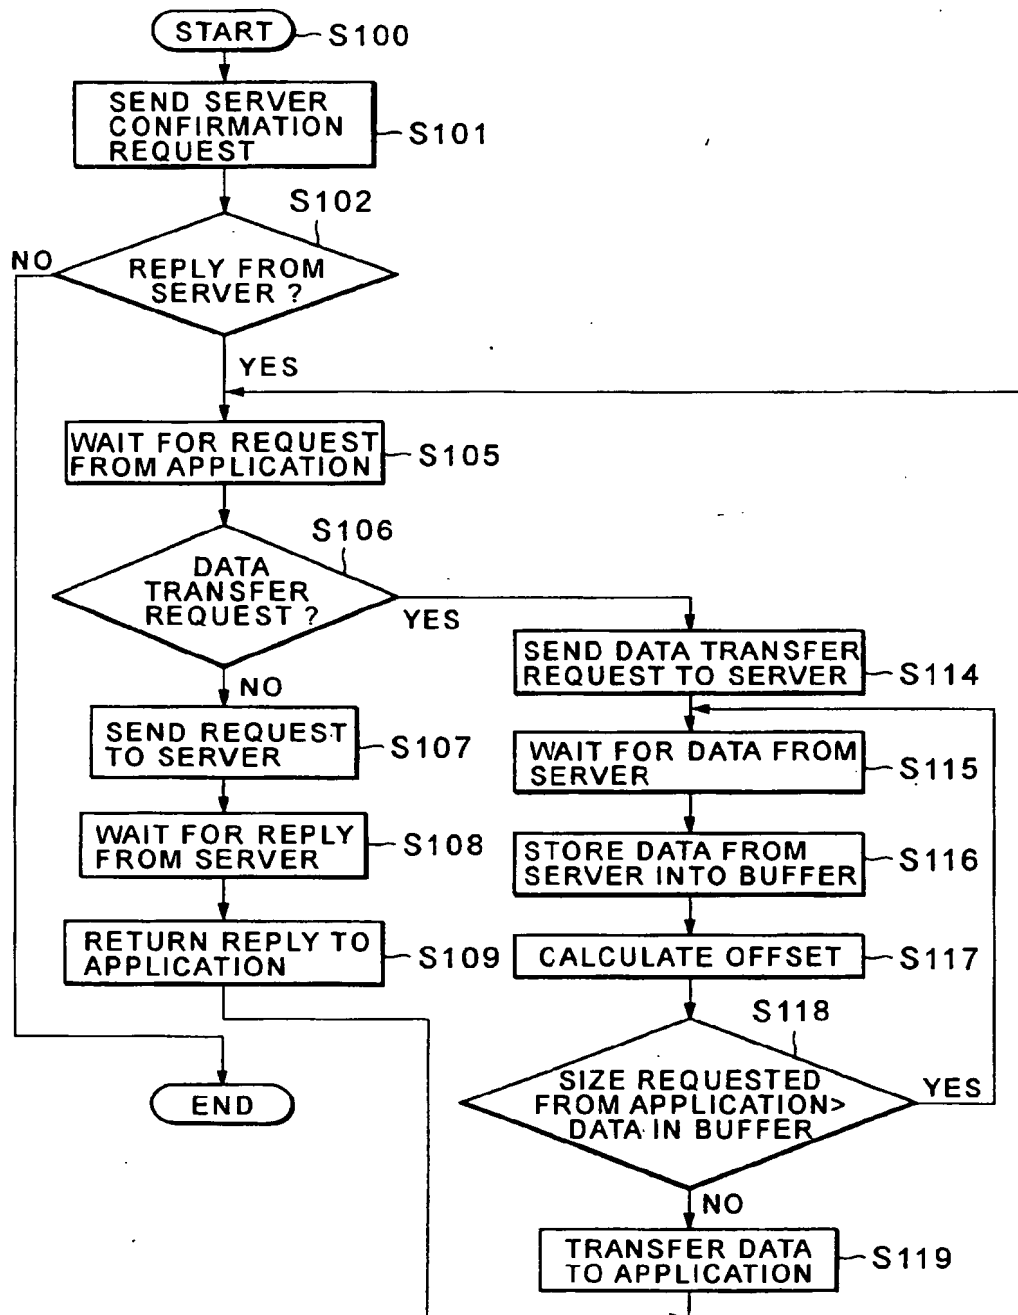 START
S100
SEND SERVER
CONFIRMATION
REQUEST
S101
S102
NO
REPLY FROM
SERVER ?
YES
WAIT FOR REQUEST
FROM APPLICATION
S105
S106
DATA
TRANSFER
REQUEST ?
YES
NO
SEND DATA TRANSFER
REQUEST TO SERVER
S114
SEND REQUEST
TO SERVER
S107
WAIT FOR DATA FROM
SERVER
S115
WAIT FOR REPLY
FROM SERVER
S108
STORE DATA FROM
SERVER INTO BUFFER
S116
RETURN REPLY TO
APPLICATION
S109
CALCULATE OFFSET
S117
S118
SIZE REQUESTED
FROM APPLICATION>
DATA IN BUFFER
YES
END
NO
TRANSFER DATA
TO APPLICATION
S119